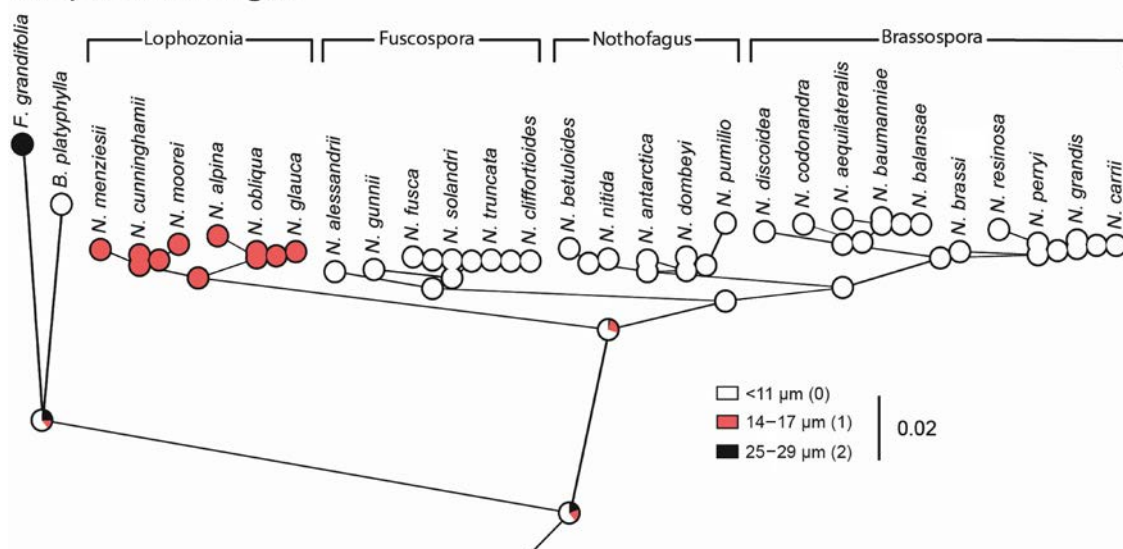 Lophozonia
Fuscospora
Nothofagus
Brassospora
F. grandifolia
B. platyphylla
N. menziesii
N. cunninghamii
N. moorei
N. alpina
N. obliqua
N. glauca
N. alessandrii
N. gunnii
N. fusca
N. solandri
N. truncata
N. cliffortioides
N. betuloides
N. nitida
N. antarctica
N. dombeyi
N. pumilio
N. discoidea
N. codonandra
N. aequilateralis
N. baumanniae
N. balansae
N. brassi
N. resinosa
N. perryi
N. grandis
N. carrii
<11 µm (0)
14–17 µm (1)
25–29 µm (2)
0.02